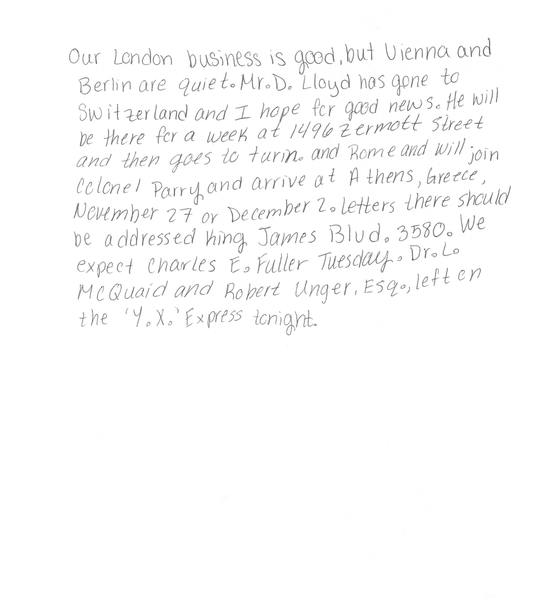 Our London business is good, but Vienna and
Berlin are quiet. Mr. D. Lloyd has gone to
Switzerland and I hope for good news. He will
be there for a week at 1496 Zermott Street
and then goes to turin. and Rome and will join
Colonel Parry and arrive at Athens, Greece,
November 27 or December 2. letters there should
be addressed King James Blvd. 3580. We
expect Charles E. Fuller Tuesday. Dr. L.
McQuaid and Robert Unger, Esq., left on
the 'Y. X.' Express tonight.